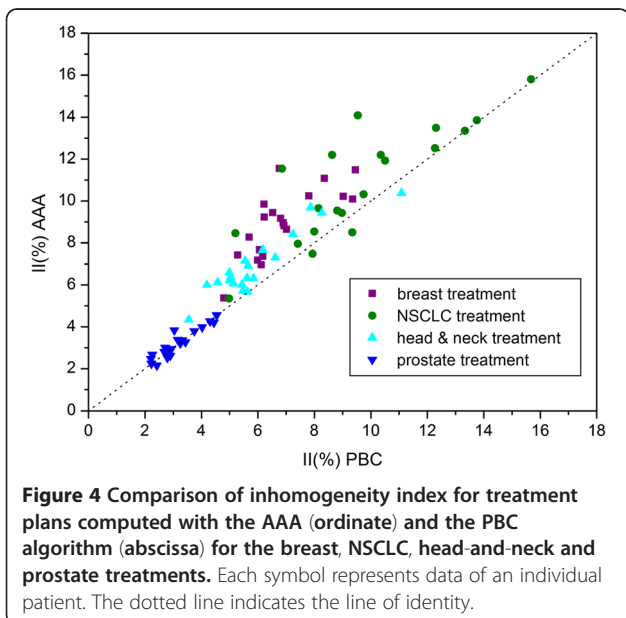 18
16
14
12
10
8
6
4
2
0
II(%) AAA
breast treatment
NSCLC treatment
head & neck treatment
prostate treatment
0 2 4 6 8 10 12 14 16 18
II(%) PBC
Figure 4 Comparison of inhomogeneity index for treatment
plans computed with the AAA (ordinate) and the PBC
algorithm (abscissa) for the breast, NSCLC, head-and-neck and
prostate treatments. Each symbol represents data of an individual
patient. The dotted line indicates the line of identity.